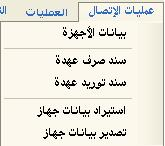 عمليات الإتصال العمليات
بيانات الأجهزة
سند صرف عهدة
سند توريد عهدة
استيراد بيانات جهاز
تصدير بيانات جهاز